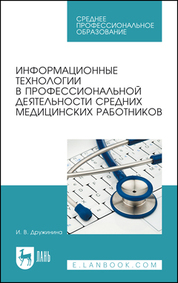 СРЕДНЕЕ
ПРОФЕССИОНАЛЬНОЕ
ОБРАЗОВАНИЕ
ИНФОРМАЦИОННЫЕ
ТЕХНОЛОГИИ
В ПРОФЕССИОНАЛЬНОЙ
ДЕЯТЕЛЬНОСТИ СРЕДНИХ
МЕДИЦИНСКИХ РАБОТНИКОВ
И. В. Дружинина
ЛАНЬ
E.LANBOOK.COM